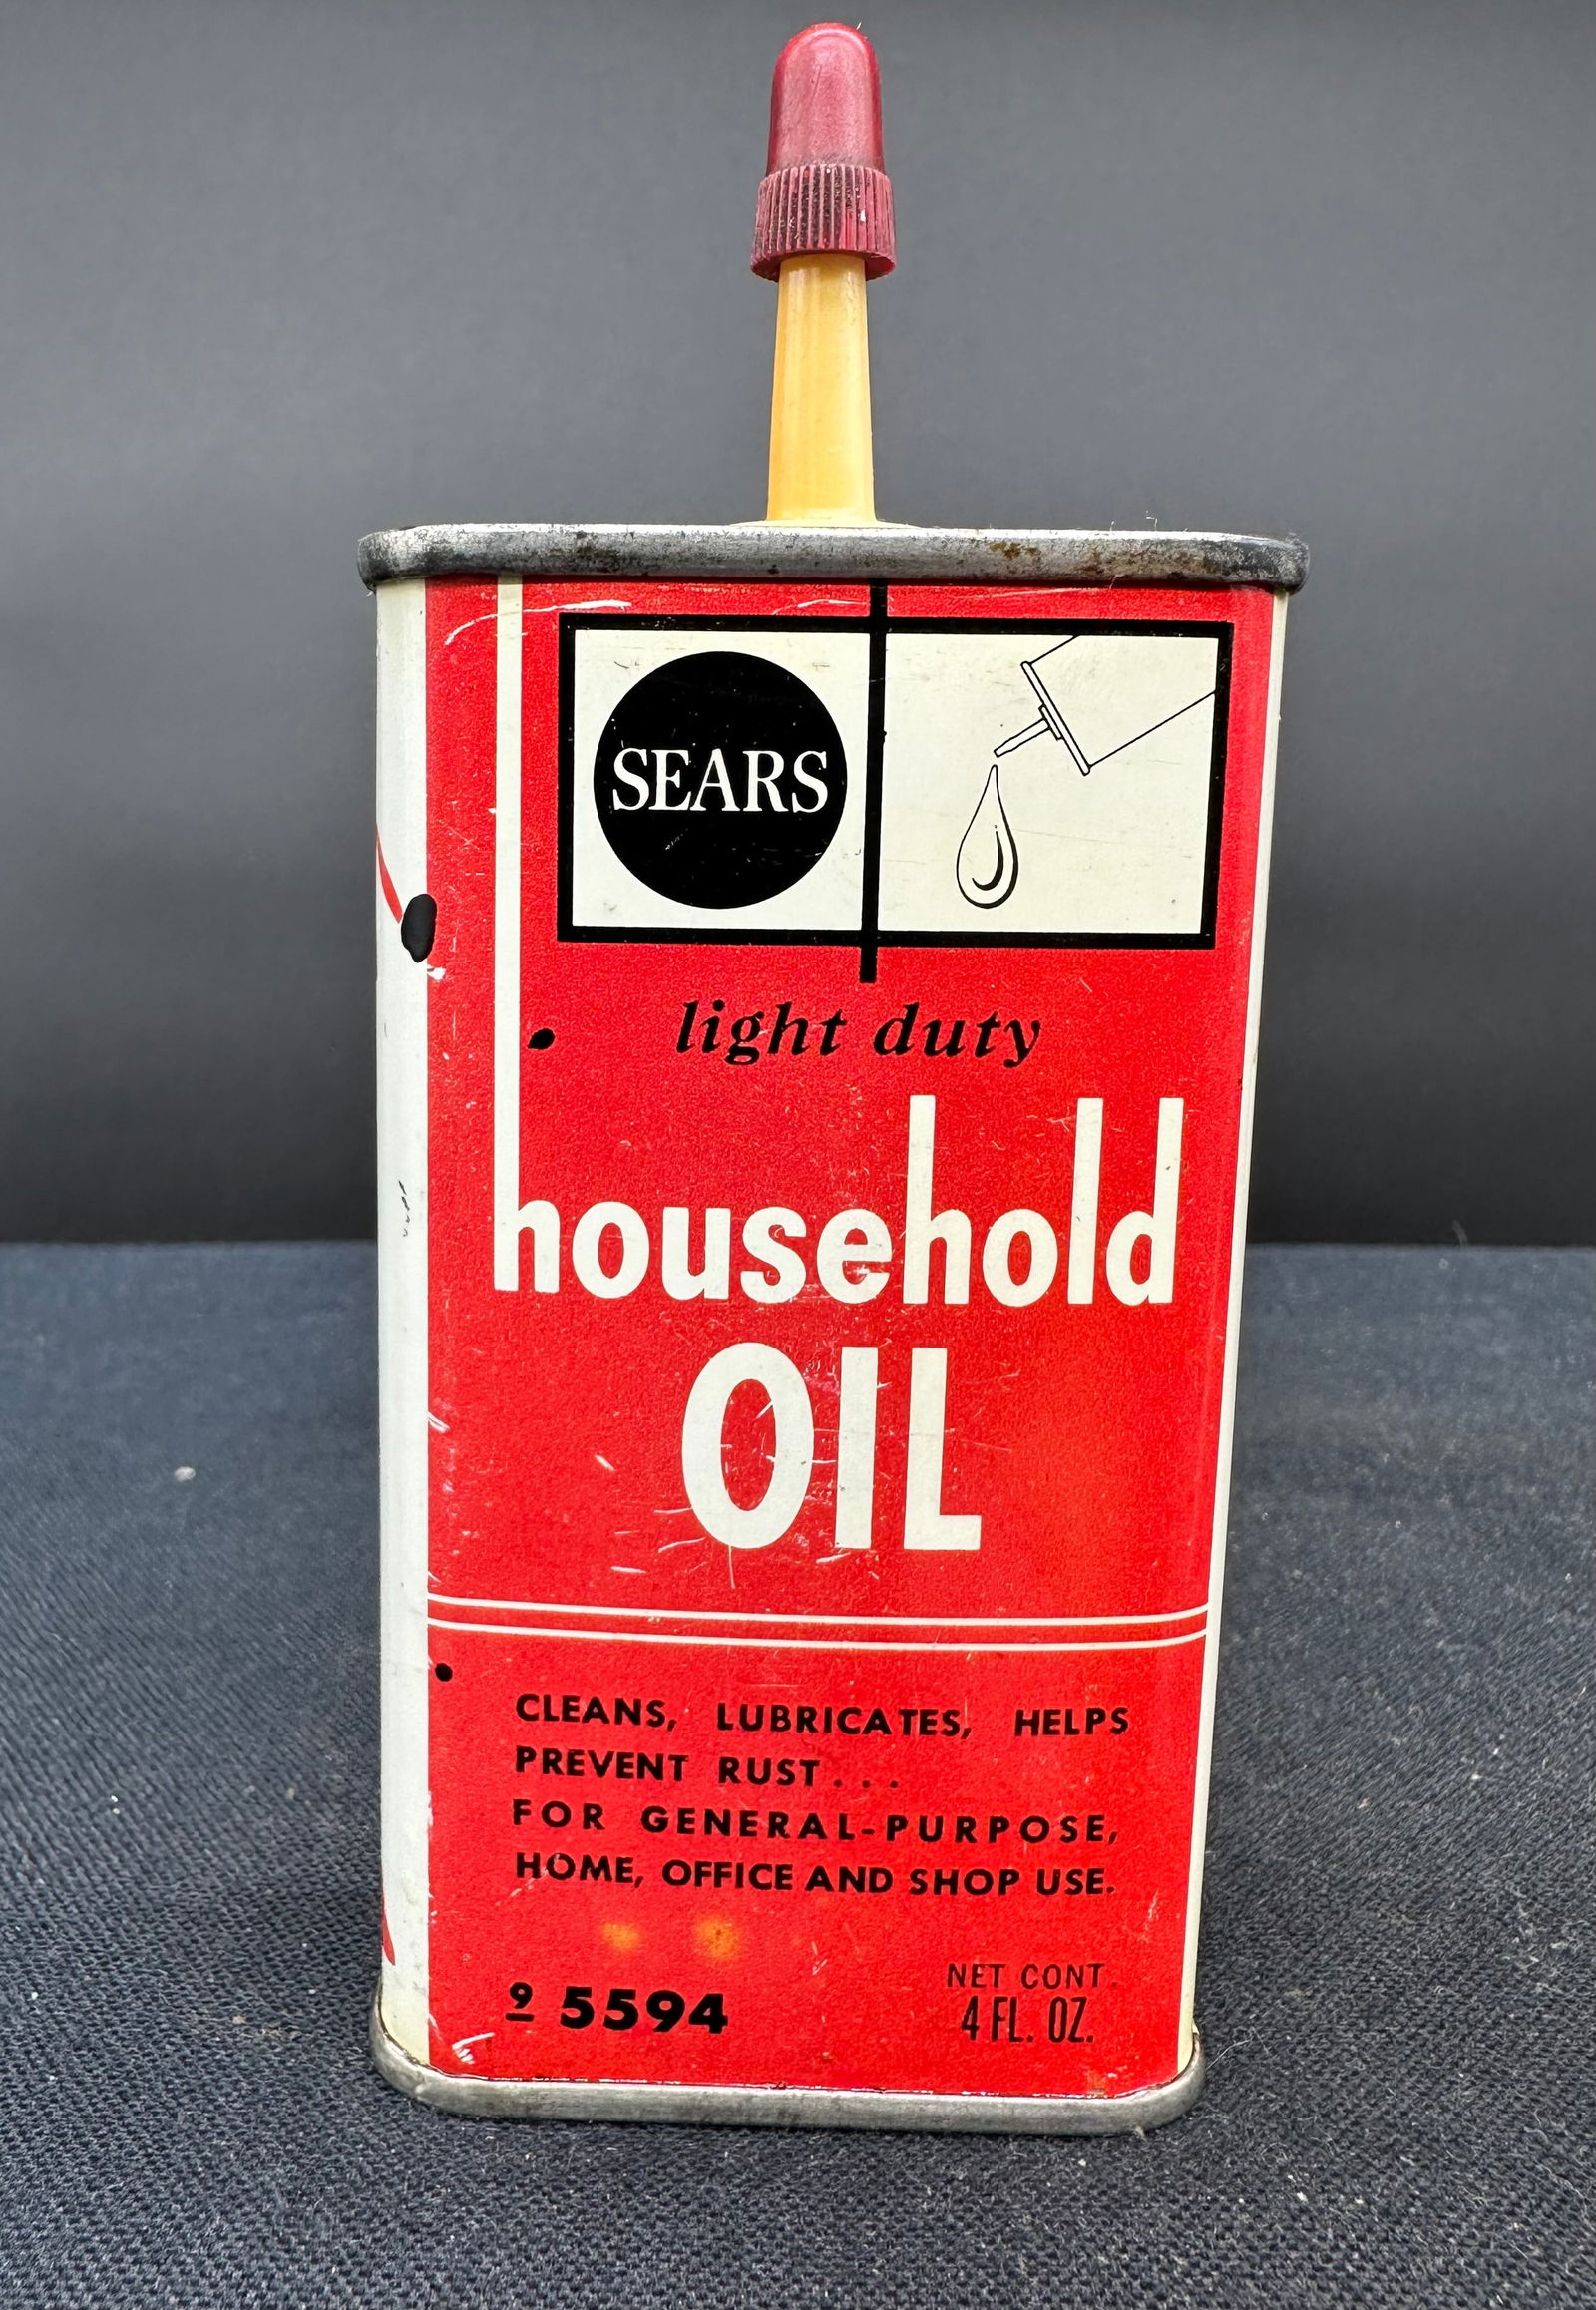 SEARS
light duty
household
OIL
CLEANS, LUBRICATES, HELPS
PREVENT RUST...
FOR GENERAL-PURPOSE,
HOME, OFFICE AND SHOP USE.
9 5594
NET CONT.
4 FL. OZ.